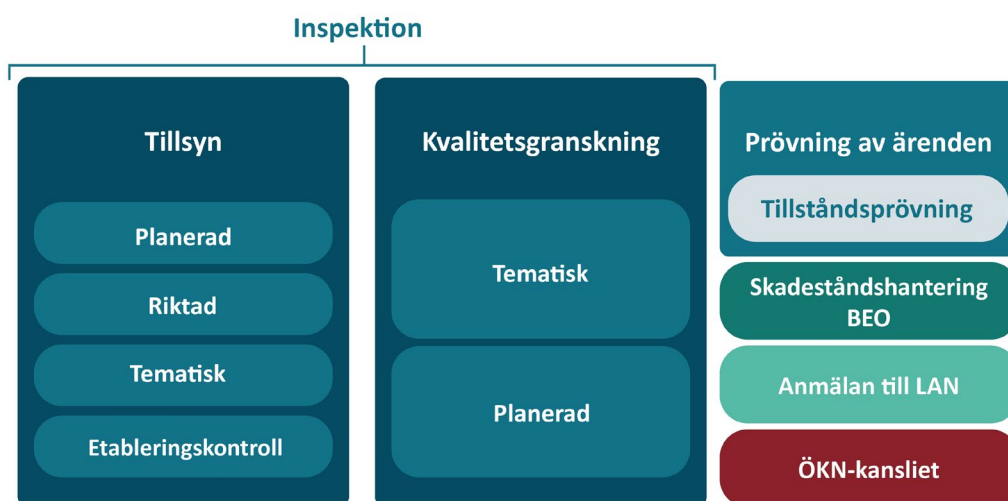 Inspektion
Tillsyn
Planerad
Riktad
Tematisk
Etableringskontroll
Kvalitetsgranskning
Tematisk
Planerad
Prövning av ärenden
Tillståndsprövning
Skadeståndshantering
BEO
Anmälan till LAN
ÖKN-kansliet